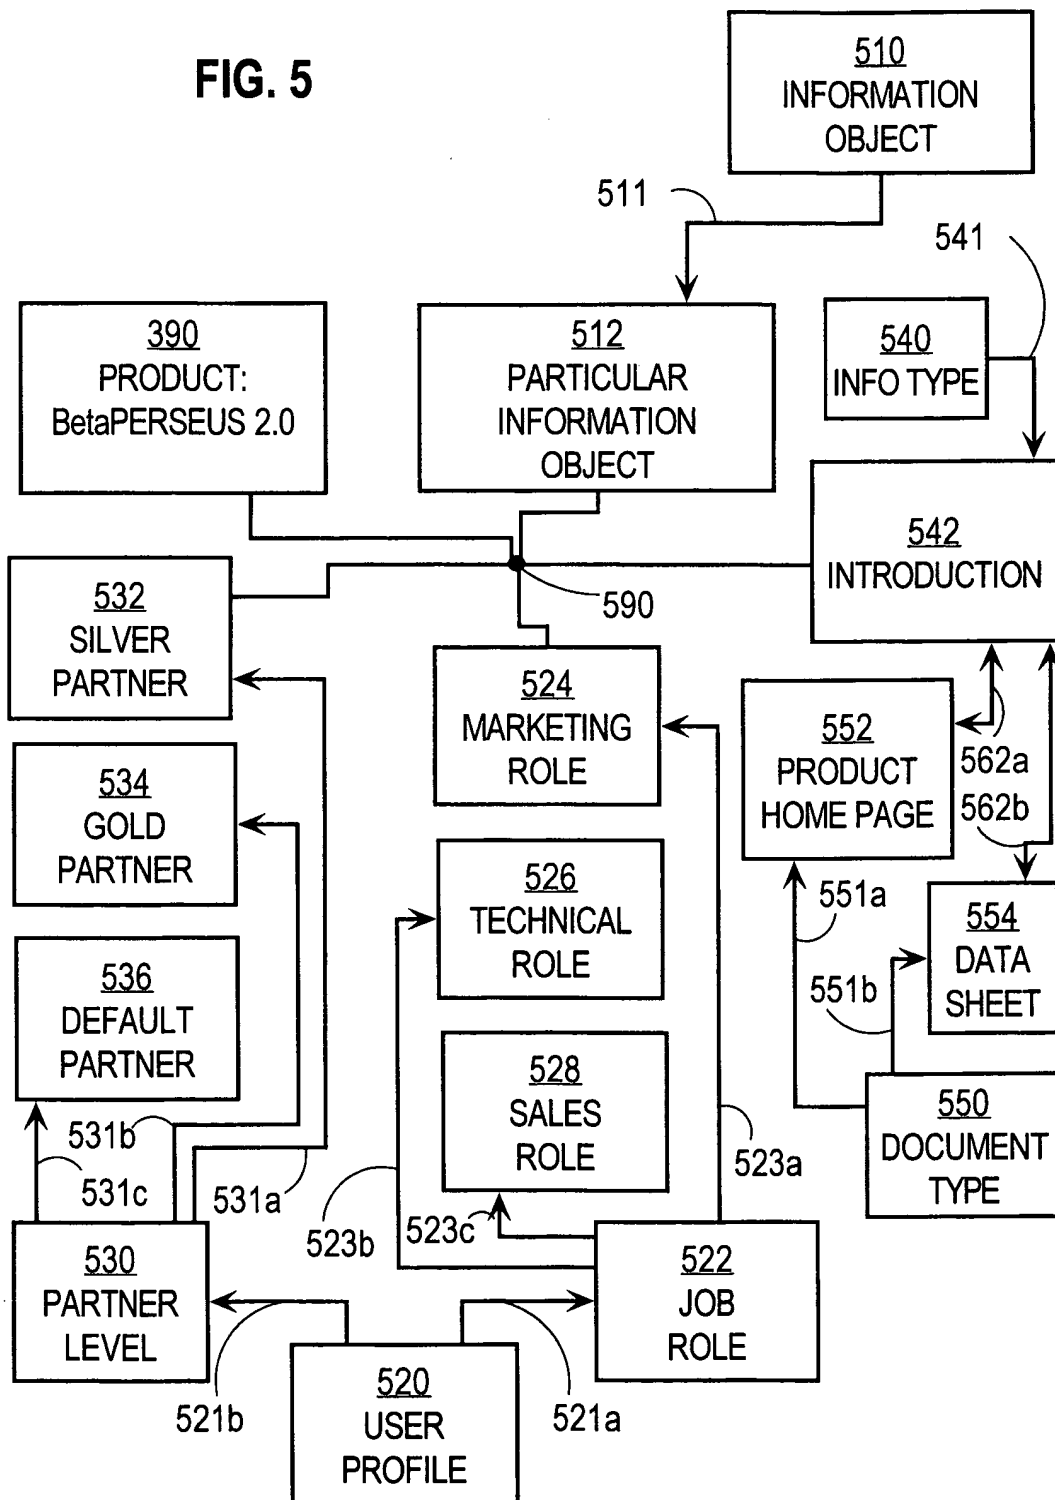 FIG. 5
510
INFORMATION
OBJECT
511
541
390
PRODUCT:
BetaPERSEUS 2.0
512
PARTICULAR
INFORMATION
OBJECT
540
INFO TYPE
542
INTRODUCTION
590
532
SILVER
PARTNER
524
MARKETING
ROLE
552
PRODUCT
HOME PAGE
562a
562b
534
GOLD
PARTNER
526
TECHNICAL
ROLE
551a
554
DATA
SHEET
551b
536
DEFAULT
PARTNER
528
SALES
ROLE
550
DOCUMENT
TYPE
531b
531c
531a
523b
523c
523a
530
PARTNER
LEVEL
522
JOB
ROLE
521b
520
USER
PROFILE
521a